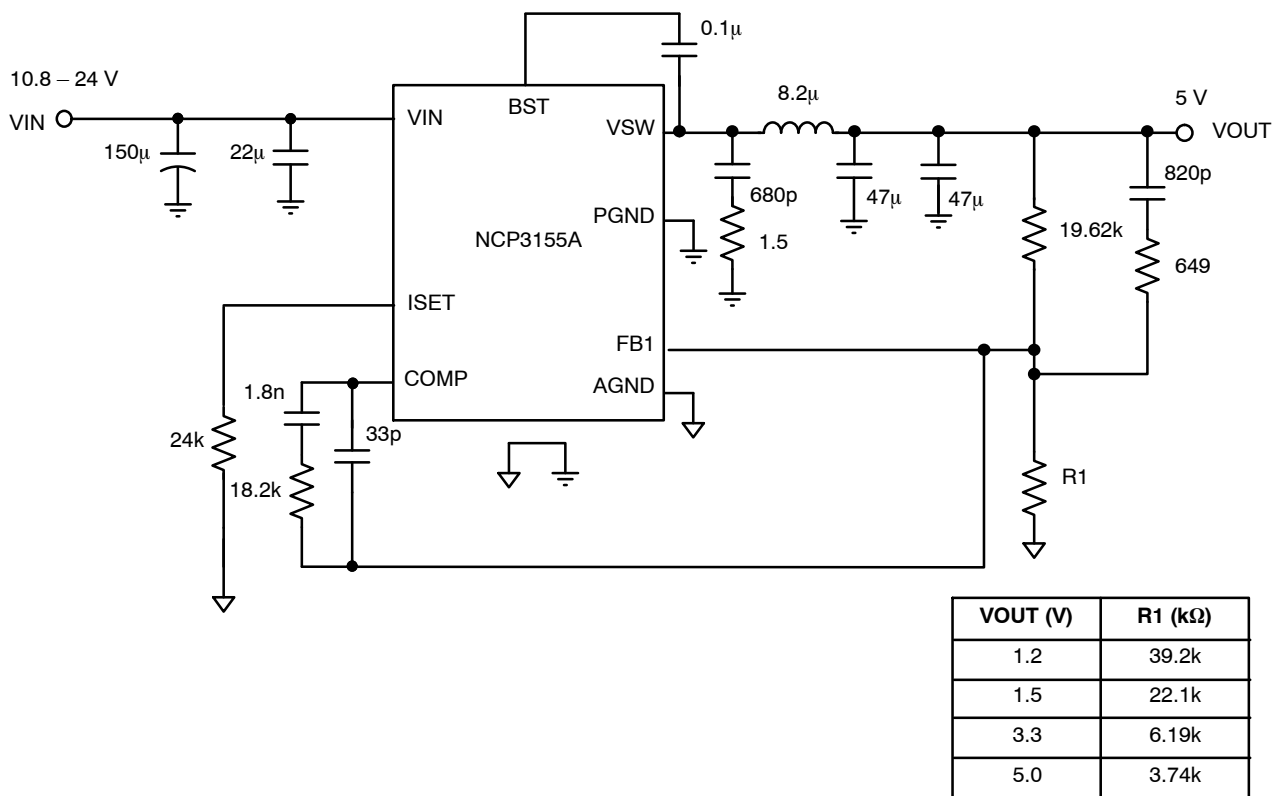 0.1μ
10.8 – 24 V
VIN
150μ
22μ
VIN
BST
VSW
8.2μ
5 V
VOUT
680p
1.5
47μ
47μ
820p
649
19.62k
PGND
NCP3155A
ISET
FB1
COMP
AGND
1.8n
33p
24k
18.2k
R1
VOUT (V) R1 (kΩ)
1.2 39.2k
1.5 22.1k
3.3 6.19k
5.0 3.74k